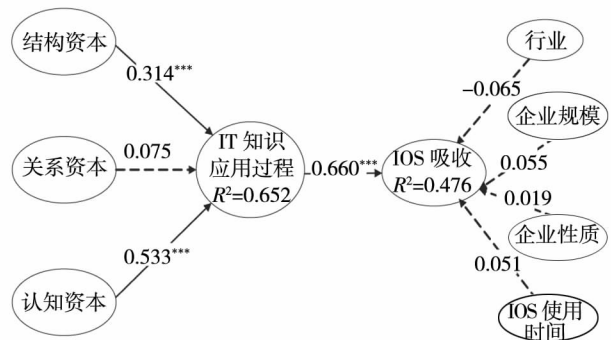 结构资本
0.314***
关系资本
0.075
认知资本
0.533***
IT 知识
应用过程
R²=0.652
0.660***
IOS 吸收
R²=0.476
行业
-0.065
企业规模
0.055
0.019
企业性质
0.051
IOS 使用
时间